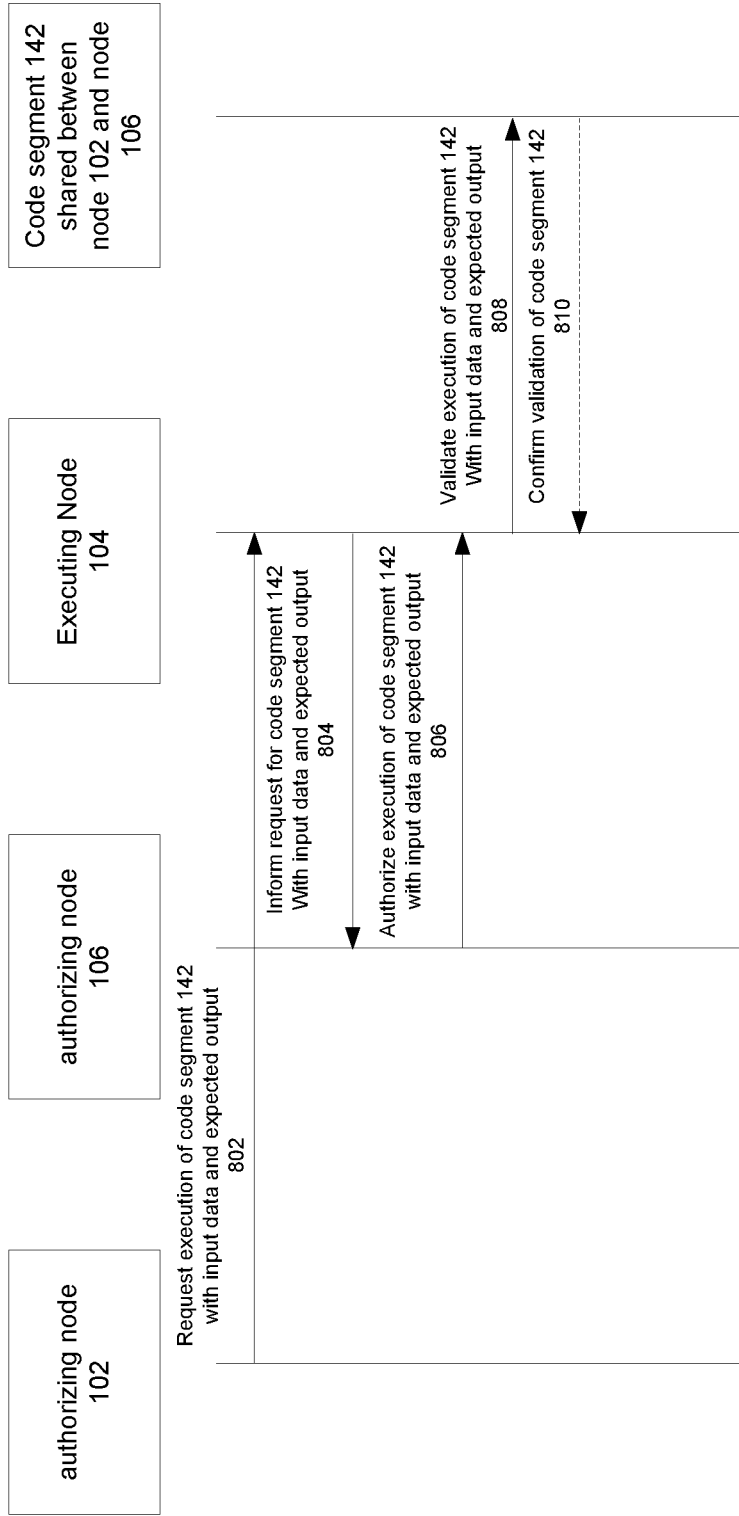 authorizing node
102
authorizing node
106
Executing Node
104
Code segment 142
shared between
node 102 and node
106
Request execution of code segment 142
with input data and expected output
802
Inform request for code segment 142
With input data and expected output
804
Authorize execution of code segment 142
with input data and expected output
806
Validate execution of code segment 142
With input data and expected output
808
Confirm validation of code segment 142
810